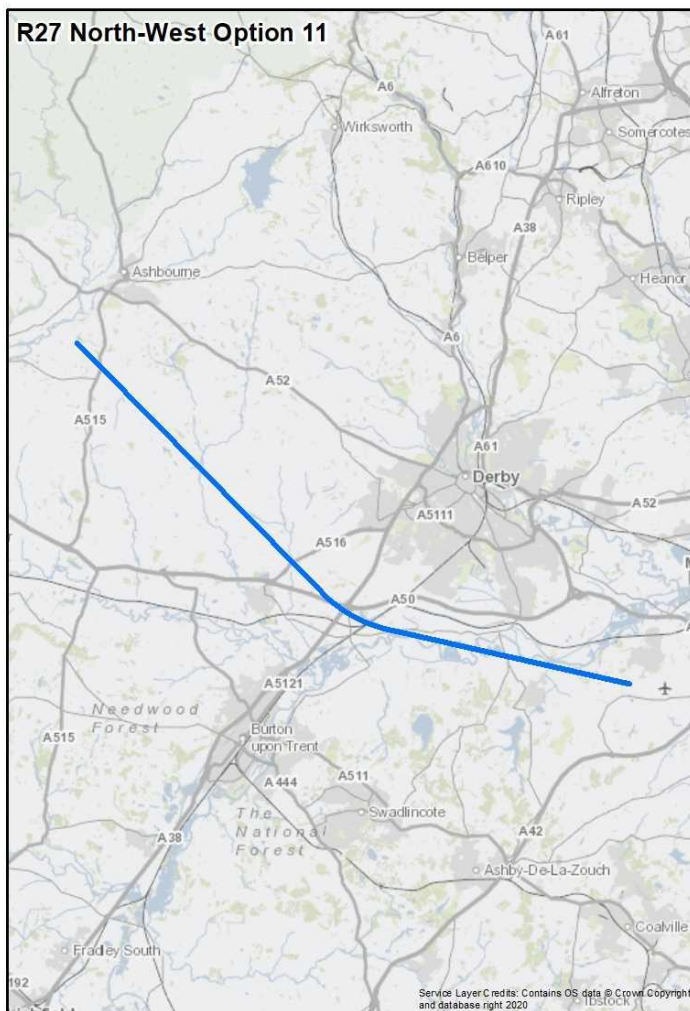 R27 North-West Option 11
A61
Alfreton
A6
Wirksworth
Somercotes
A610
Ripley
A38
Ashbourne
Belper
Heanor
A6
A52
A515
A61
Derby
A52
A5111
A516
A50
A5121
Needwood
Forest
A515
Burton
upon Trent
A444
A511
The
National
Forest
Swadlincote
A42
A38
Ashby-De-La-Zouch
Coalville
Fradley South
Ibstock
Service Layer Credits: Contains OS data © Crown Copyright
and database right 2020